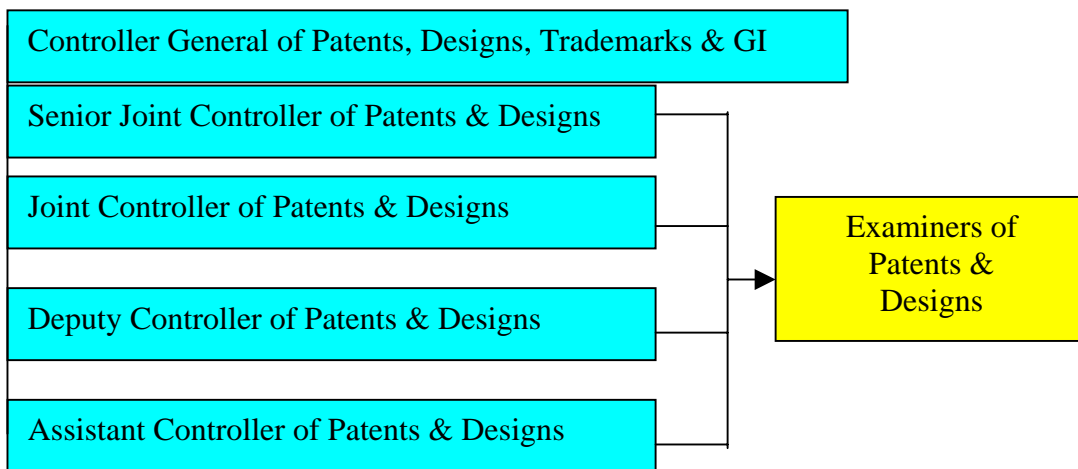 Controller General of Patents, Designs, Trademarks & GI
Senior Joint Controller of Patents & Designs
Joint Controller of Patents & Designs
Deputy Controller of Patents & Designs
Assistant Controller of Patents & Designs
Examiners of
Patents &
Designs